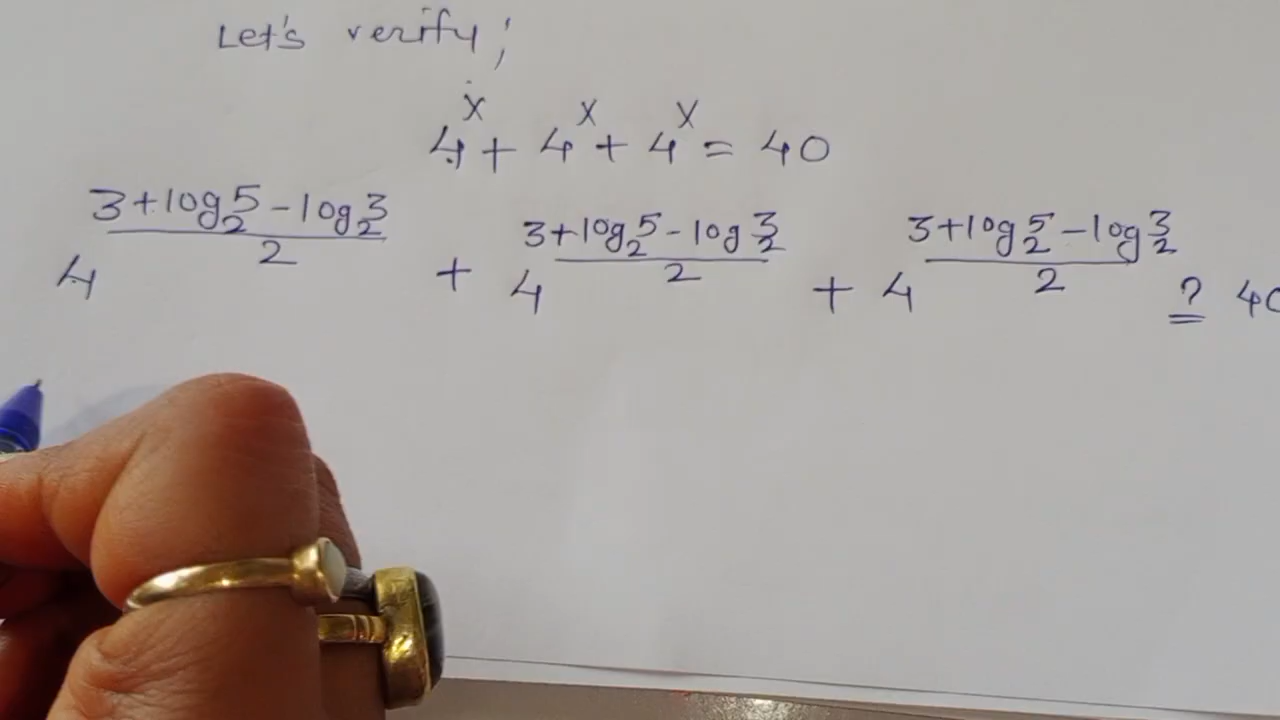 Let's verify;
4^x + 4^x + 4^x = 40
4^((3+log₂5 - log₂3)/2) + 4^((3+log₂5 - log₂3)/2) + 4^((3+log₂5 - log₂3)/2) ≟ 40